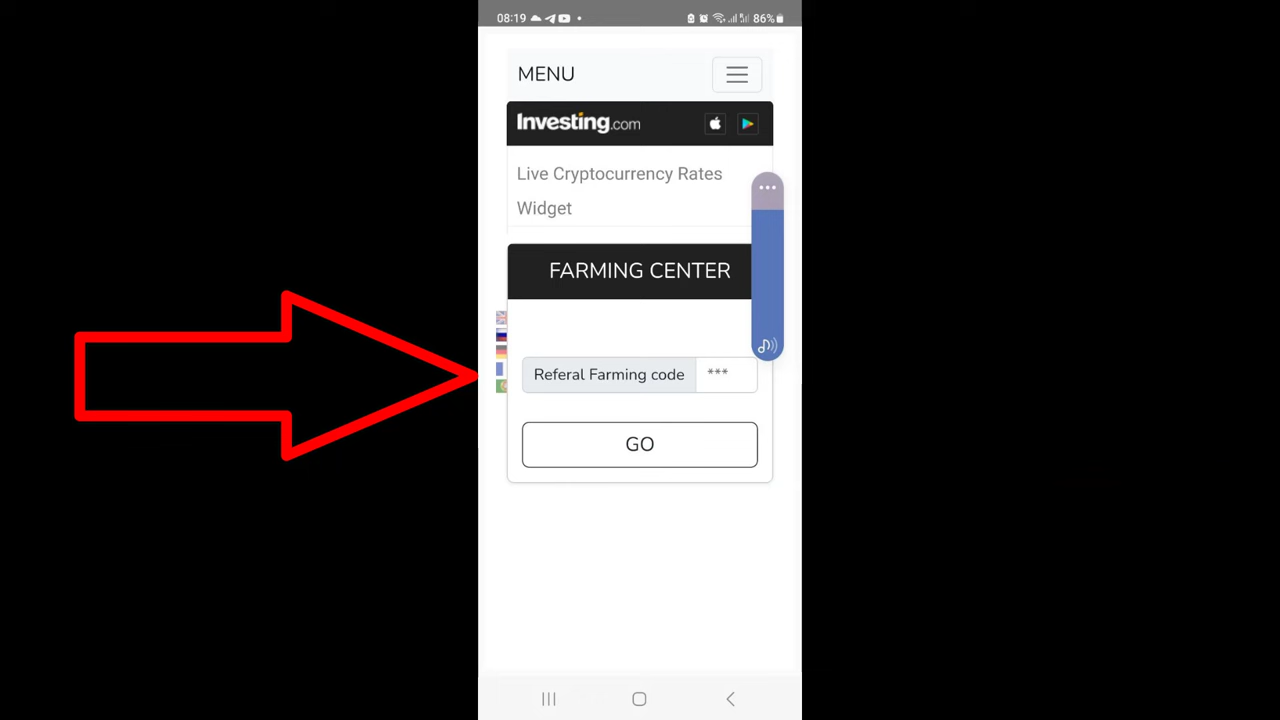 08:19
86%
MENU
Investing.com
Live Cryptocurrency Rates
Widget
FARMING CENTER
Referal Farming code
***
GO